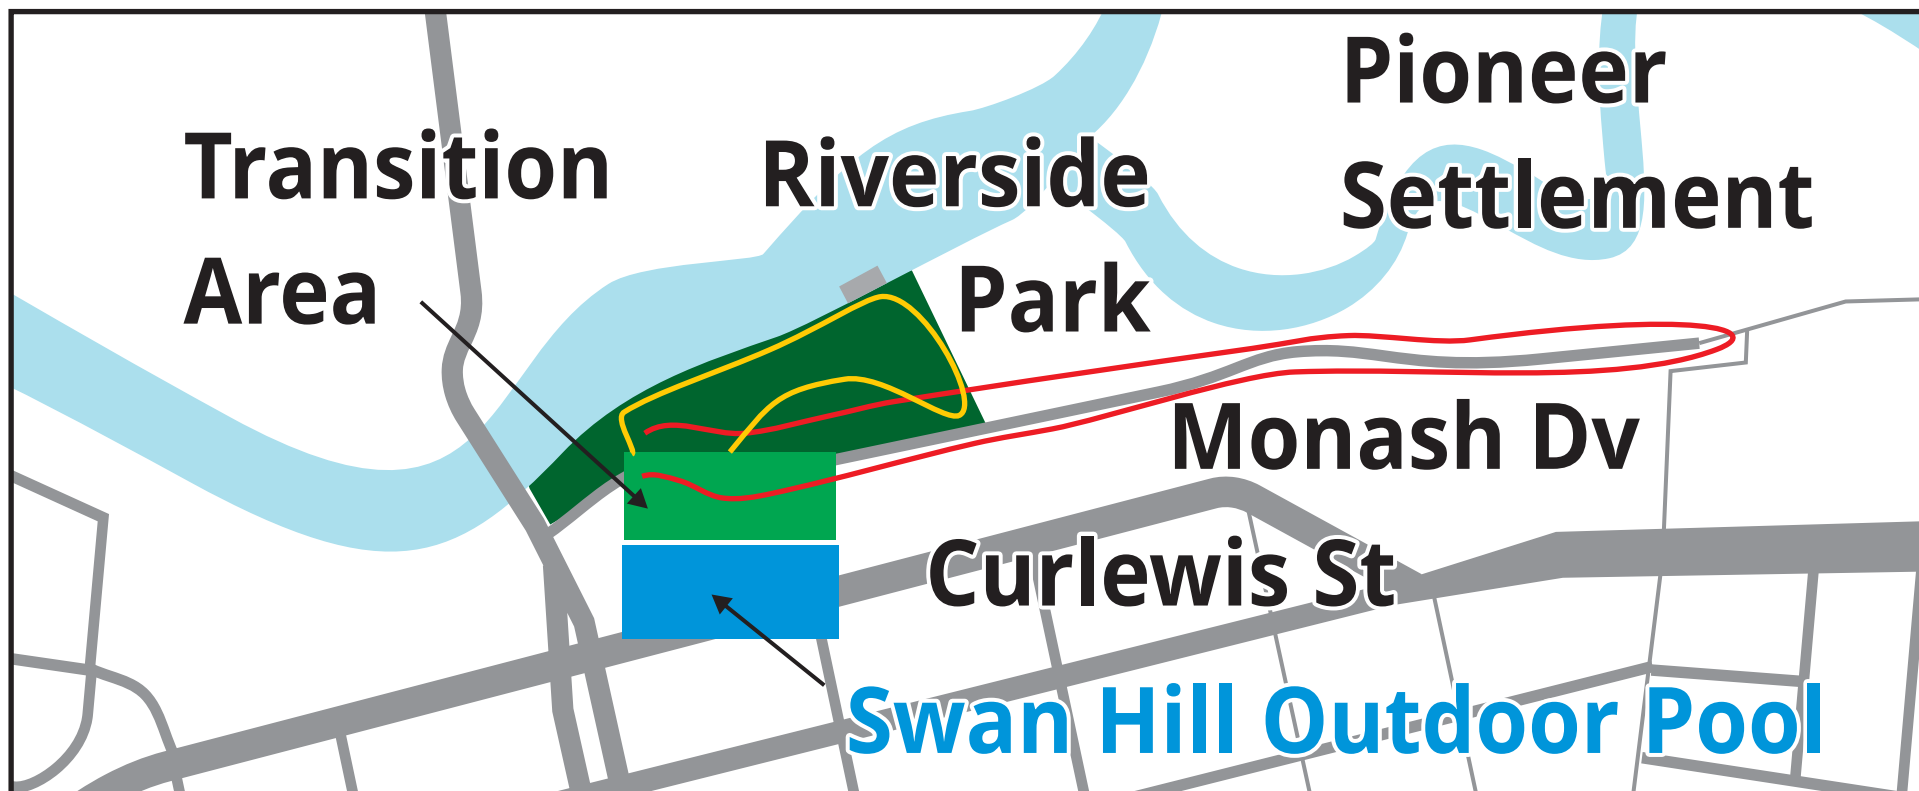 Transition
Area
Riverside
Park
Pioneer
Settlement
Monash Dv
Curlewis St
Swan Hill Outdoor Pool